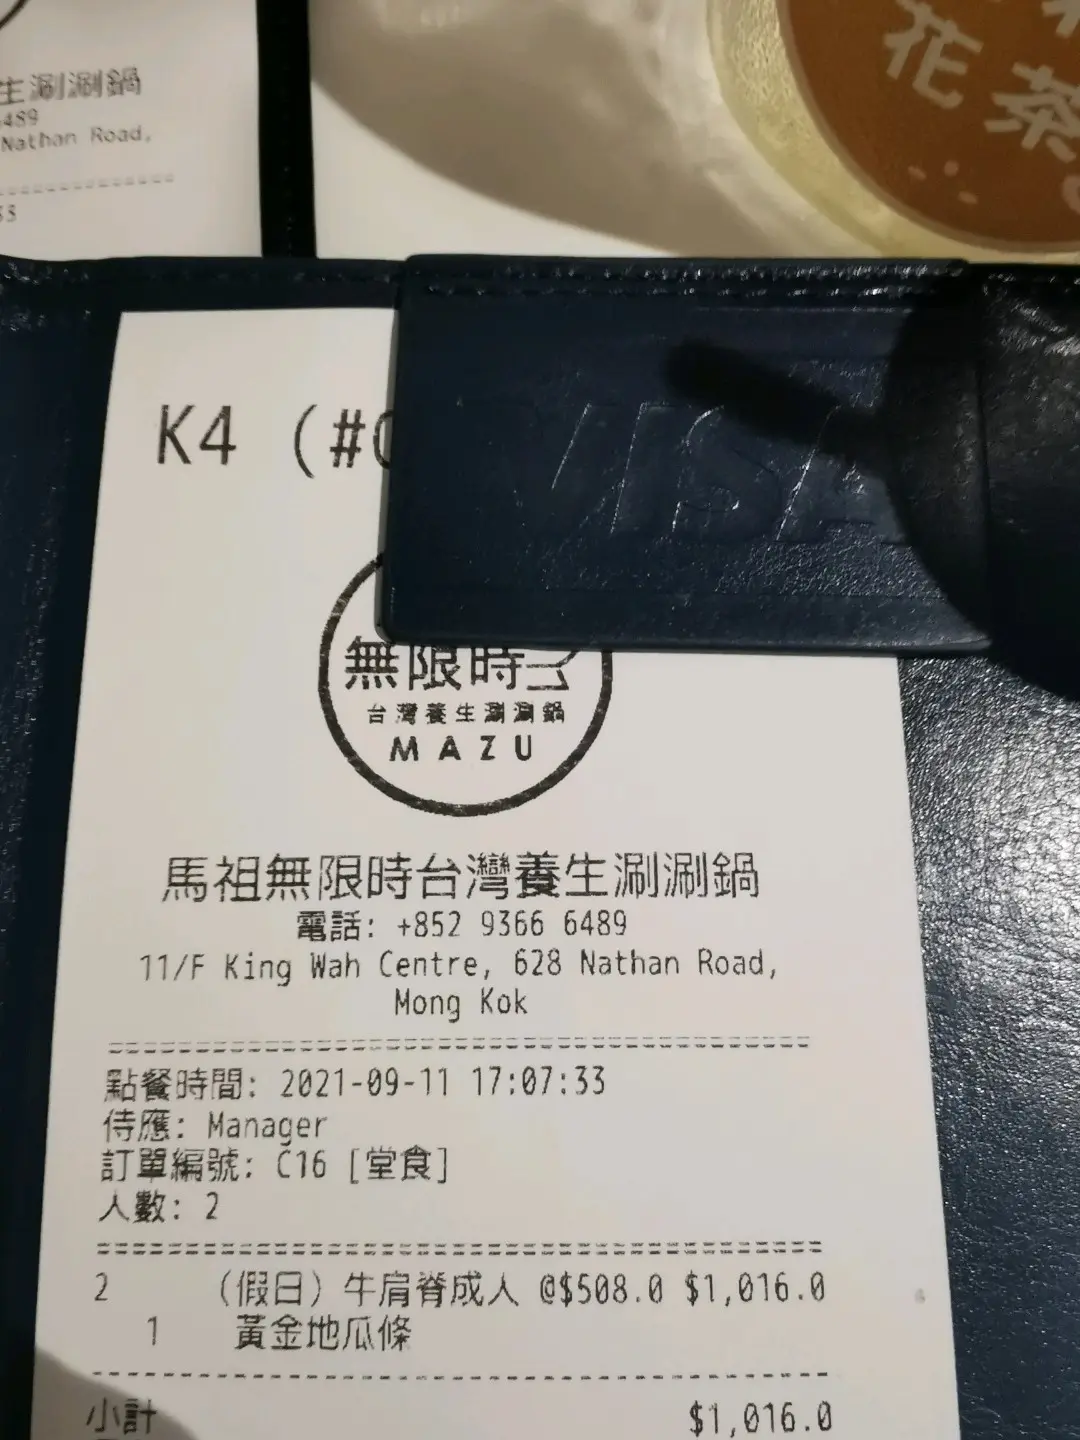 花
茶
生涮涮鍋
6489
Nathan Road,
33
VISA
K4 (#
無限時
台灣養生涮涮鍋
MAZU
馬祖無限時台灣養生涮涮鍋
電話: +852 9366 6489
11/F King Wah Centre, 628 Nathan Road,
Mong Kok
點餐時間: 2021-09-11 17:07:33
侍應: Manager
訂單編號: C16 [堂食]
人數: 2
2 (假日) 牛肩脊成人 @$508.0 $1,016.0
1 黃金地瓜條
小計 $1,016.0